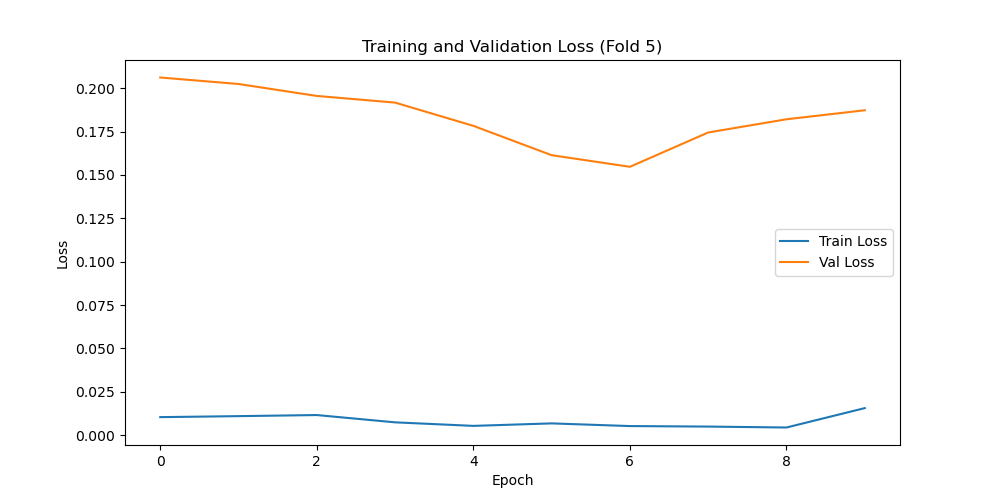 Training and Validation Loss (Fold 5)
0.200
0.175
0.150
0.125
0.100
0.075
0.050
0.025
0.000
Loss
Train Loss
Val Loss
0 2 4 6 8
Epoch